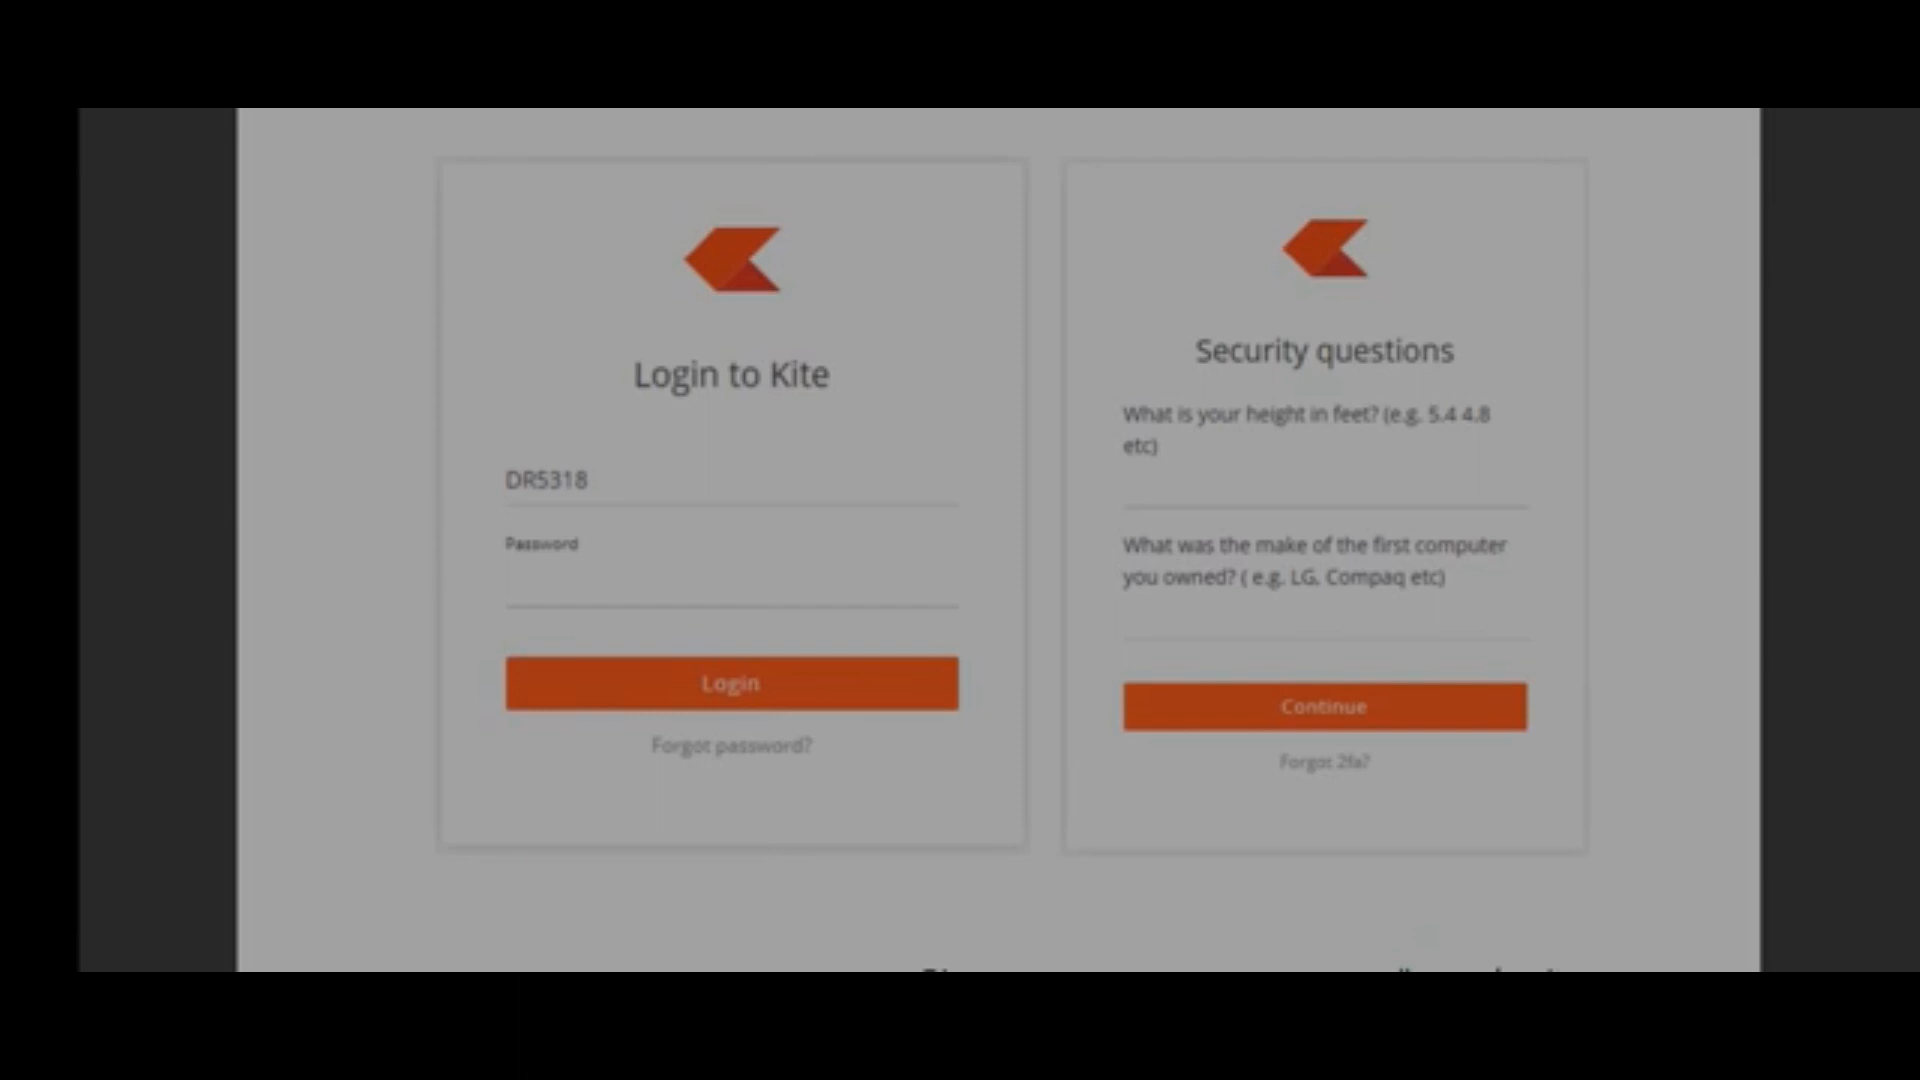 Login to Kite
DR5318
Password
Login
Forgot password?
Security questions
What is your height in feet? (e.g. 5.4 4.8
etc)
What was the make of the first computer
you owned? ( e.g. LG, Compaq etc)
Continue
Forgot 2fa?